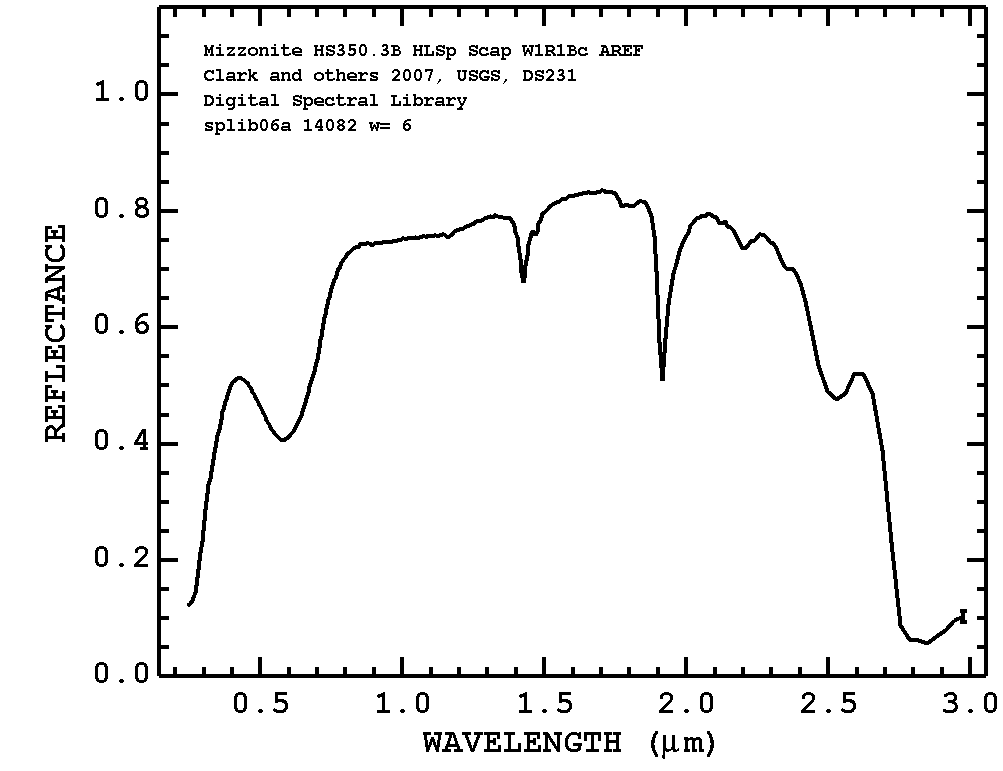 Mizzonite HS350.3B HLSp Scap W1R1Bc AREF
Clark and others 2007, USGS, DS231
Digital Spectral Library
splib06a 14082 w= 6
REFLECTANCE
1.0
0.8
0.6
0.4
0.2
0.0
0.5 1.0 1.5 2.0 2.5 3.0
WAVELENGTH (μm)